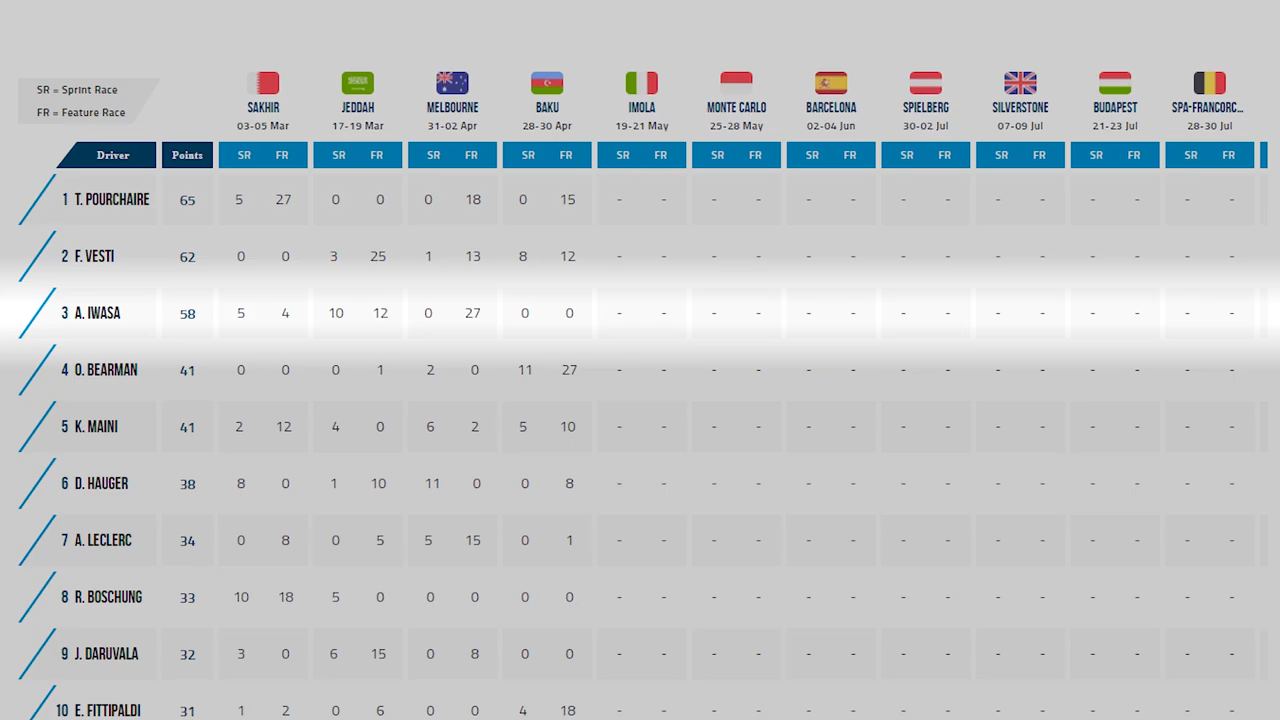 SR = Sprint Race
FR = Feature Race
SAKHIR JEDDAH MELBOURNE BAKU IMOLA MONTE CARLO BARCELONA SPIELBERG SILVERSTONE BUDAPEST SPA-FRANCORC...
03-05 Mar 17-19 Mar 31-02 Apr 28-30 Apr 19-21 May 25-28 May 02-04 Jun 30-02 Jul 07-09 Jul 21-23 Jul 28-30 Jul
Driver Points SR FR SR FR SR FR SR FR SR FR SR FR SR FR SR FR SR FR SR FR SR FR
1 T. POURCHAIRE 65 5 27 0 0 0 18 0 15 - - - - - - - - - - - - - -
2 F. VESTI 62 0 0 3 25 1 13 8 12 - - - - - - - - - - - - - -
3 A. IWASA 58 5 4 10 12 0 27 0 0 - - - - - - - - - - - - - -
4 O. BEARMAN 41 0 0 0 1 2 0 11 27 - - - - - - - - - - - - - -
5 K. MAINI 41 2 12 4 0 6 2 5 10 - - - - - - - - - - - - - -
6 D. HAUGER 38 8 0 1 10 11 0 0 8 - - - - - - - - - - - - - -
7 A. LECLERC 34 0 8 0 5 5 15 0 1 - - - - - - - - - - - - - -
8 R. BOSCHUNG 33 10 18 5 0 0 0 0 0 - - - - - - - - - - - - - -
9 J. DARUVALA 32 3 0 6 15 0 8 0 0 - - - - - - - - - - - - - -
10 E. FITTIPALDI 31 1 2 0 6 0 0 4 18 - - - - - - - - - - - - - -